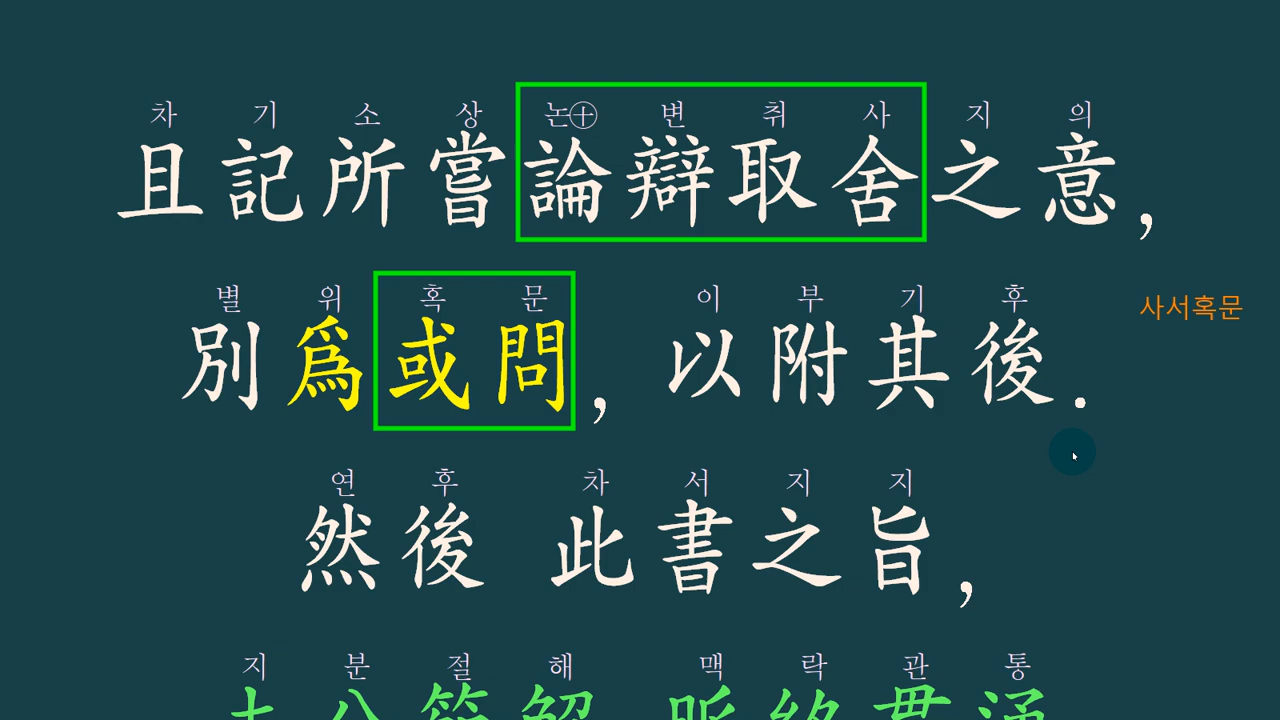 차 기 소 상 논㊉ 변 취 사 지 의
且記所嘗論辯取舍之意,
별 위 혹 문 이 부 기 후
別爲或問, 以附其後.
사서혹문
연 후 차 서 지 지
然後 此書之旨,
지 분 절 해 맥 락 관 통